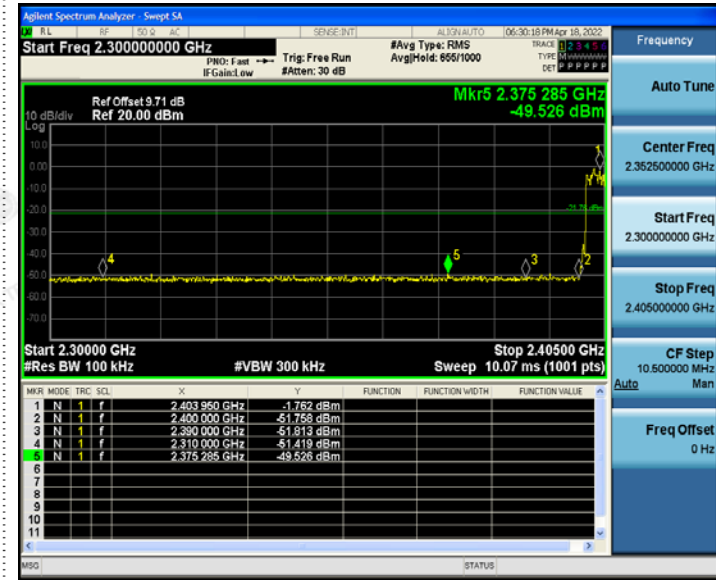 Agilent Spectrum Analyzer - Swept SA
RL RF 50 Ω AC SENSE:INT ALIGNAUTO 06:30:18 PM Apr 18, 2022
Start Freq 2.300000000 GHz
PNO: Fast
IFGain:Low
Trig: Free Run
#Atten: 30 dB
#Avg Type: RMS
Avg|Hold: 655/1000
TRACE 1 2 3 4 5 6
TYPE
DET P P P P P P
Ref Offset 9.71 dB
Ref 20.00 dBm
10 dB/div
Log
Mkr5 2.375 285 GHz
-49.526 dBm
10.0
0.00
-10.0
-20.0
-30.0
-40.0
-50.0
-60.0
-70.0
1
4
5
3
2
Start 2.30000 GHz
Stop 2.40500 GHz
#Res BW 100 kHz
#VBW 300 kHz
Sweep 10.07 ms (1001 pts)
MKR MODE TRC SCL X Y FUNCTION FUNCTION WIDTH FUNCTION VALUE
1 N 1 f 2.403 950 GHz -1.762 dBm
2 N 1 f 2.400 000 GHz -51.758 dBm
3 N 1 f 2.390 000 GHz -51.813 dBm
4 N 1 f 2.310 000 GHz -51.419 dBm
5 N 1 f 2.375 285 GHz -49.526 dBm
6
7
8
9
10
11
MSG
STATUS
Frequency
Auto Tune
Center Freq
2.352500000 GHz
Start Freq
2.300000000 GHz
Stop Freq
2.405000000 GHz
CF Step
10.500000 MHz
Auto Man
Freq Offset
0 Hz